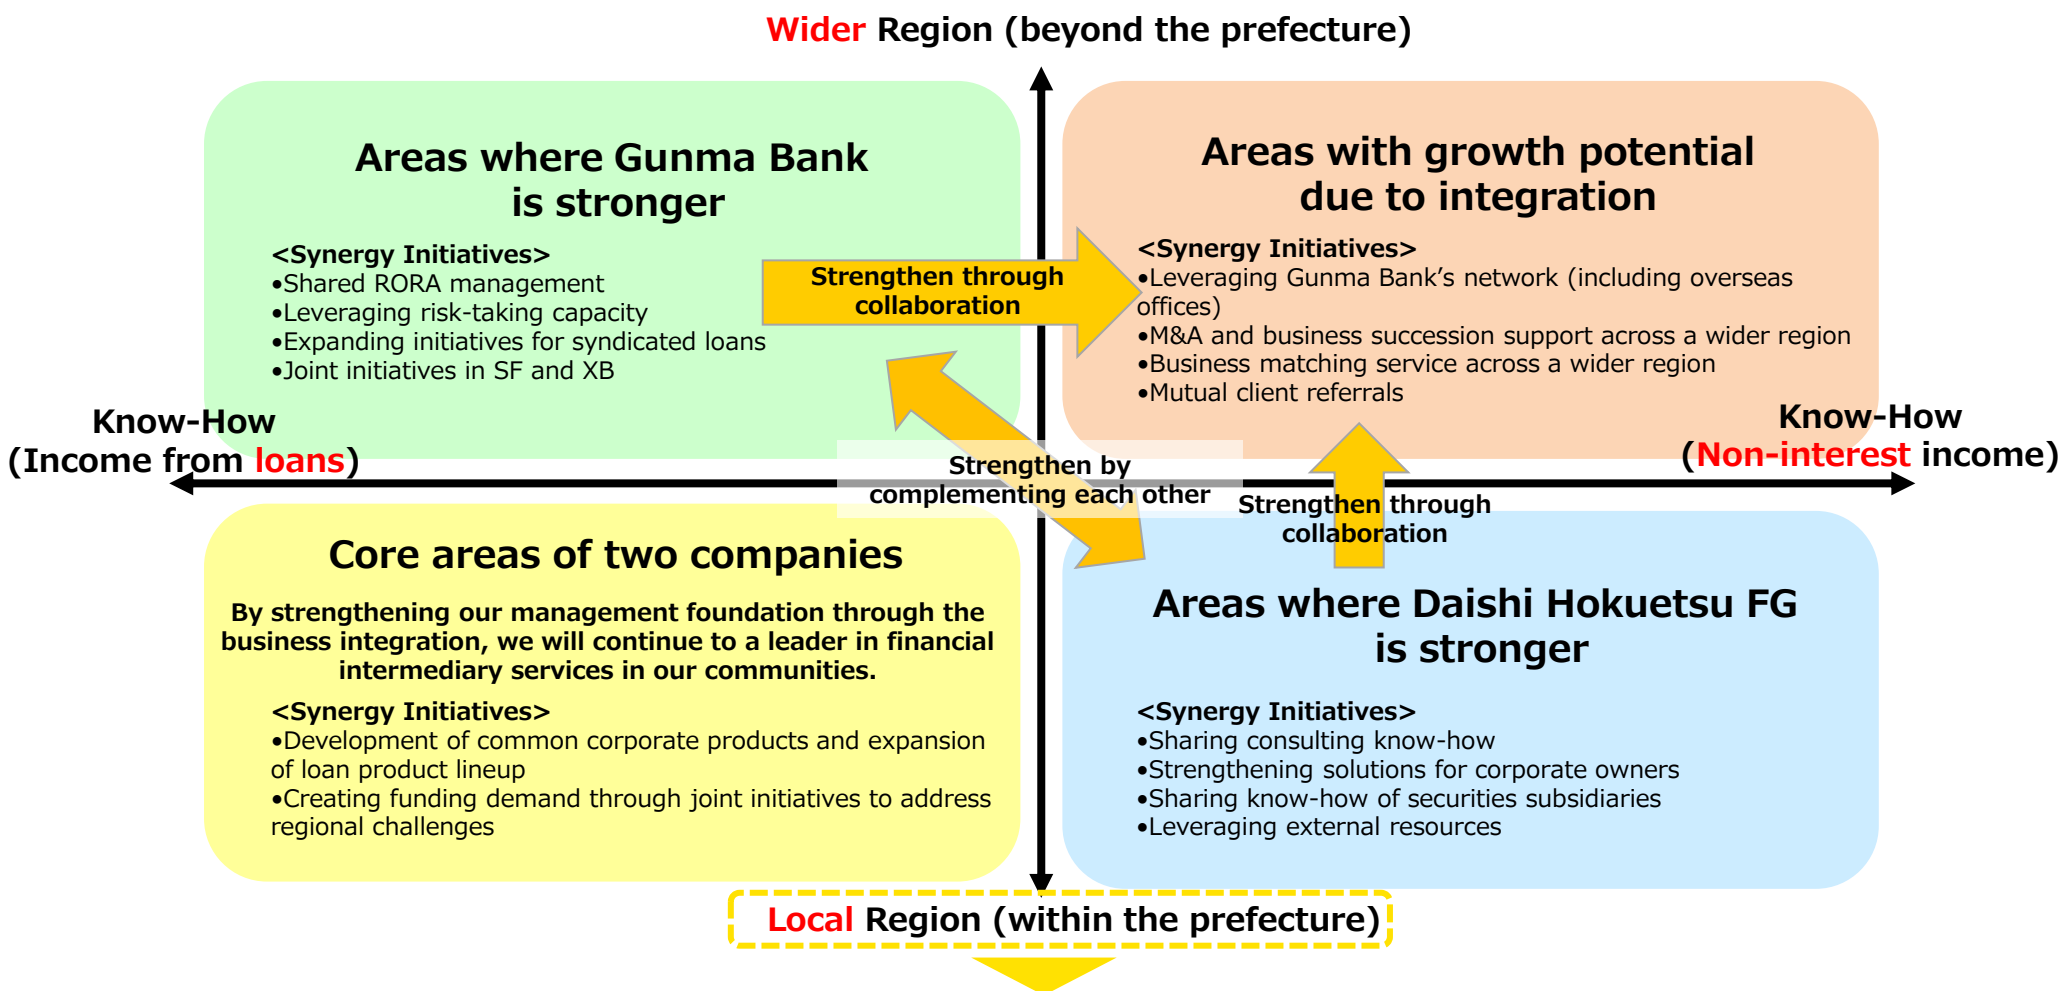 Wider Region (beyond the prefecture)
Areas where Gunma Bank
is stronger
<Synergy Initiatives>
•Shared RORA management
•Leveraging risk-taking capacity
•Expanding initiatives for syndicated loans
•Joint initiatives in SF and XB
Strengthen through
collaboration
Areas with growth potential
due to integration
<Synergy Initiatives>
•Leveraging Gunma Bank’s network (including overseas
offices)
•M&A and business succession support across a wider region
•Business matching service across a wider region
•Mutual client referrals
Know-How
(Income from loans)
Know-How
(Non-interest income)
Strengthen by
complementing each other
Strengthen through
collaboration
Core areas of two companies
By strengthening our management foundation through the
business integration, we will continue to a leader in financial
intermediary services in our communities.
<Synergy Initiatives>
•Development of common corporate products and expansion
of loan product lineup
•Creating funding demand through joint initiatives to address
regional challenges
Areas where Daishi Hokuetsu FG
is stronger
<Synergy Initiatives>
•Sharing consulting know-how
•Strengthening solutions for corporate owners
•Sharing know-how of securities subsidiaries
•Leveraging external resources
Local Region (within the prefecture)